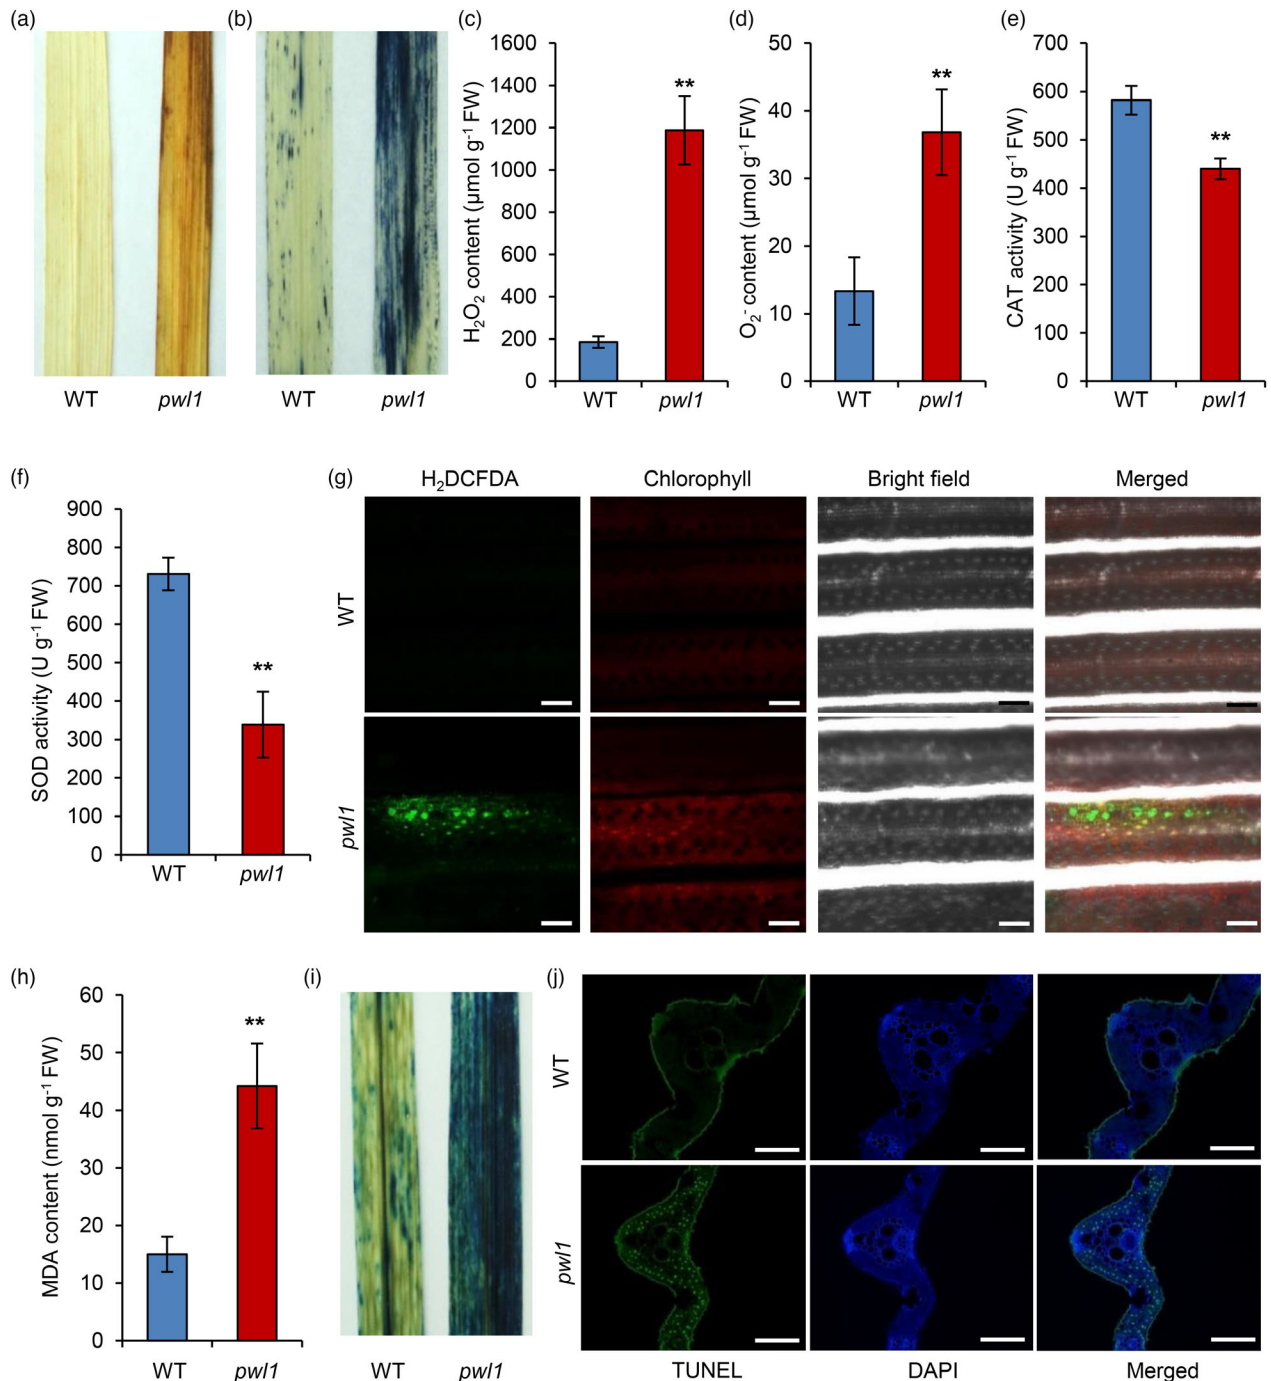 (a)
WT pwl1
(b)
WT pwl1
(c)
H₂O₂ content (µmol g⁻¹ FW)
1600
1400
1200
1000
800
600
400
200
0
**
WT pwl1
(d)
O₂⁻ content (µmol g⁻¹ FW)
50
40
30
20
10
0
**
WT pwl1
(e)
CAT activity (U g⁻¹ FW)
700
600
500
400
300
200
100
0
**
WT pwl1
(f)
SOD activity (U g⁻¹ FW)
900
800
700
600
500
400
300
200
100
0
**
WT pwl1
(g)
H₂DCFDA Chlorophyll Bright field Merged
WT
pwl1
(h)
MDA content (nmol g⁻¹ FW)
60
50
40
30
20
10
0
**
WT pwl1
(i)
WT pwl1
(j)
WT
pwl1
TUNEL DAPI Merged